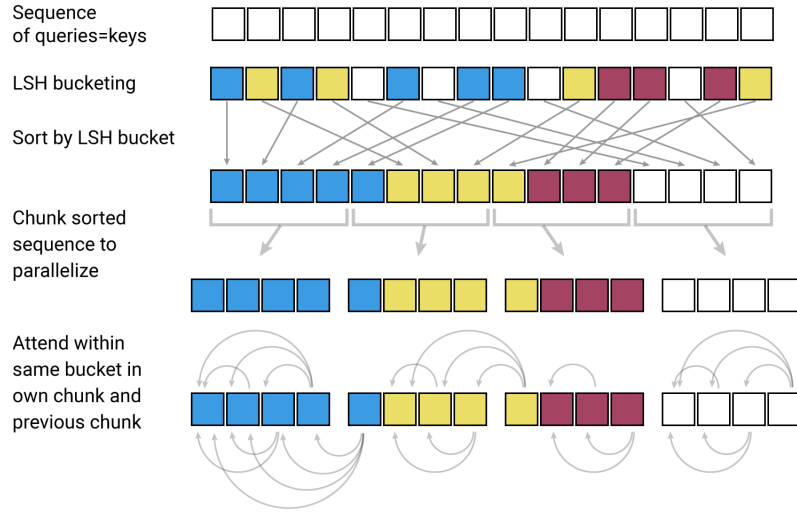 Sequence
of queries=keys
LSH bucketing
Sort by LSH bucket
Chunk sorted
sequence to
parallelize
Attend within
same bucket in
own chunk and
previous chunk